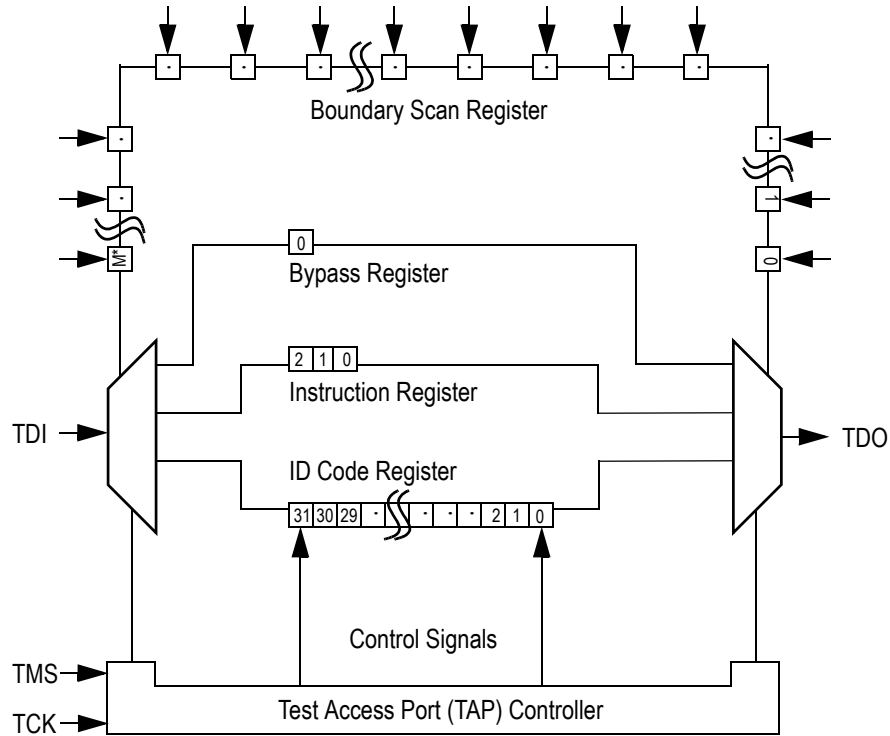 · · · · · · · ·
Boundary Scan Register
· ·
· 1
M* 0
0
Bypass Register
2 1 0
Instruction Register
TDI
TDO
ID Code Register
31 30 29 · · · · 2 1 0
Control Signals
TMS
TCK
Test Access Port (TAP) Controller